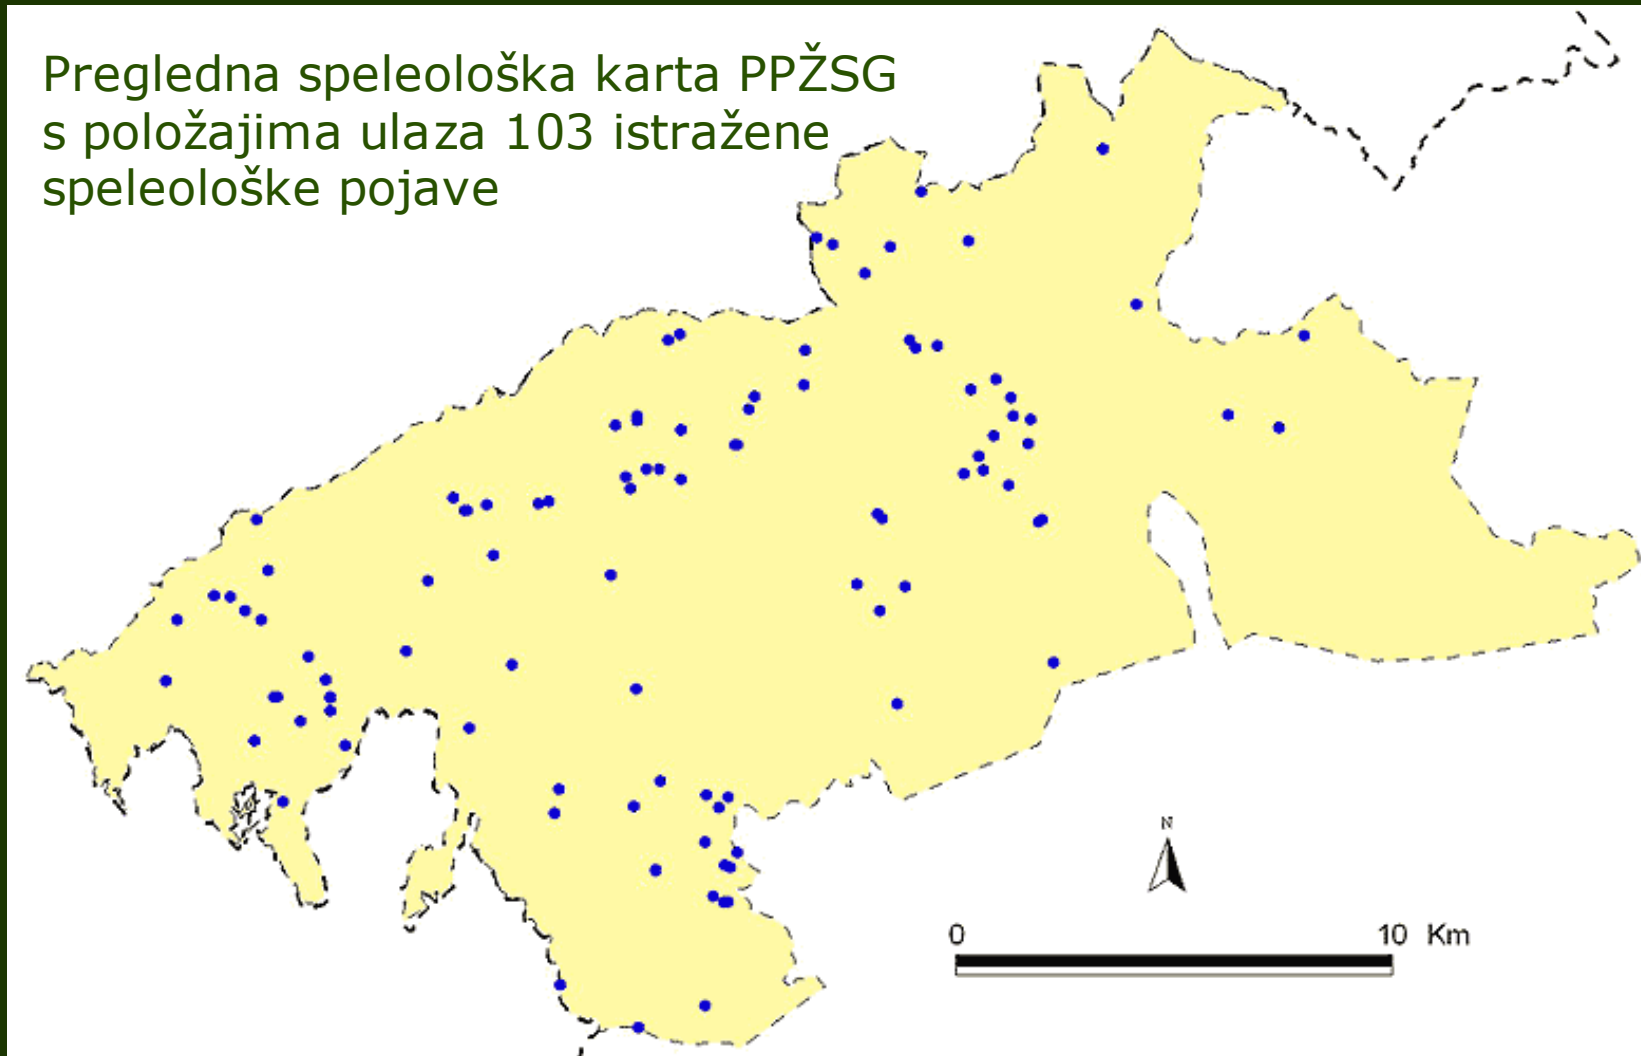 Pregledna speleološka karta PPŽSG
s položajima ulaza 103 istražene
speleološke pojave
N
0 10 Km